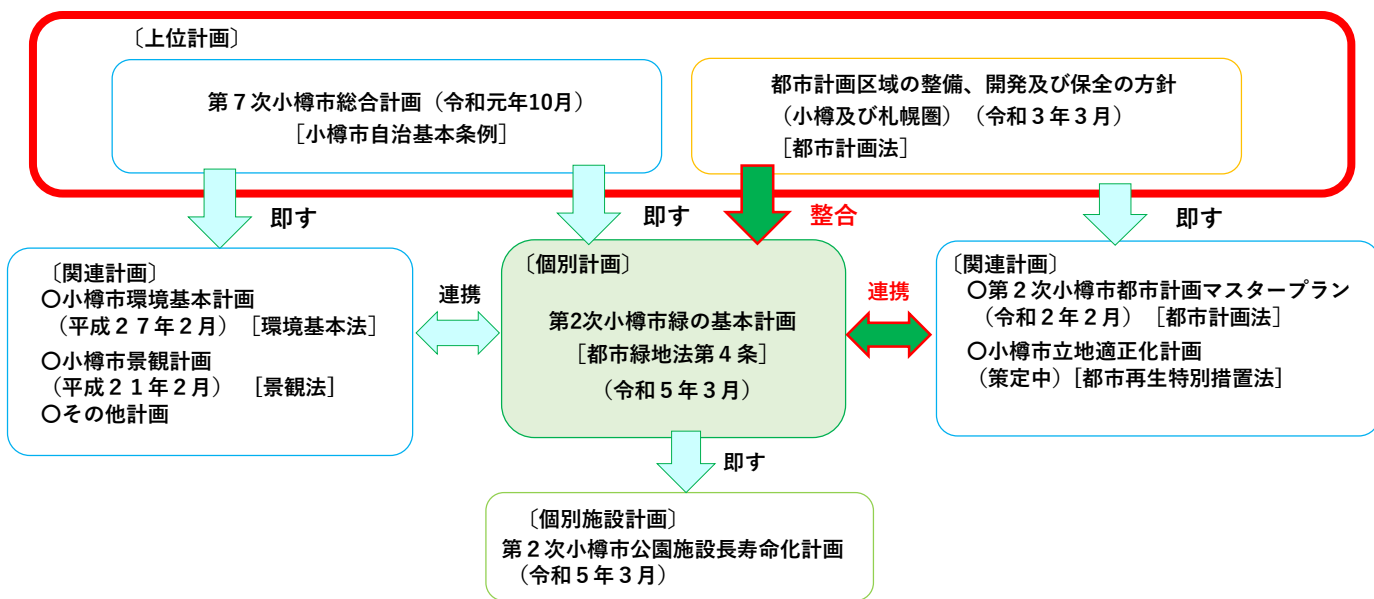 〔上位計画〕
第７次小樽市総合計画（令和元年10月）
［小樽市自治基本条例］
都市計画区域の整備、開発及び保全の方針
（小樽及び札幌圏）（令和３年３月）
［都市計画法］
即す
即す
整合
即す
〔関連計画〕
〇小樽市環境基本計画
（平成２７年２月）［環境基本法］
〇小樽市景観計画
（平成２１年２月）　［景観法］
〇その他計画
連携
〔個別計画〕
第2次小樽市緑の基本計画
［都市緑地法第４条］
（令和５年３月）
連携
〔関連計画〕
〇第２次小樽市都市計画マスタープラン
（令和２年２月）［都市計画法］
〇小樽市立地適正化計画
（策定中）［都市再生特別措置法］
即す
〔個別施設計画〕
第２次小樽市公園施設長寿命化計画
（令和５年３月）